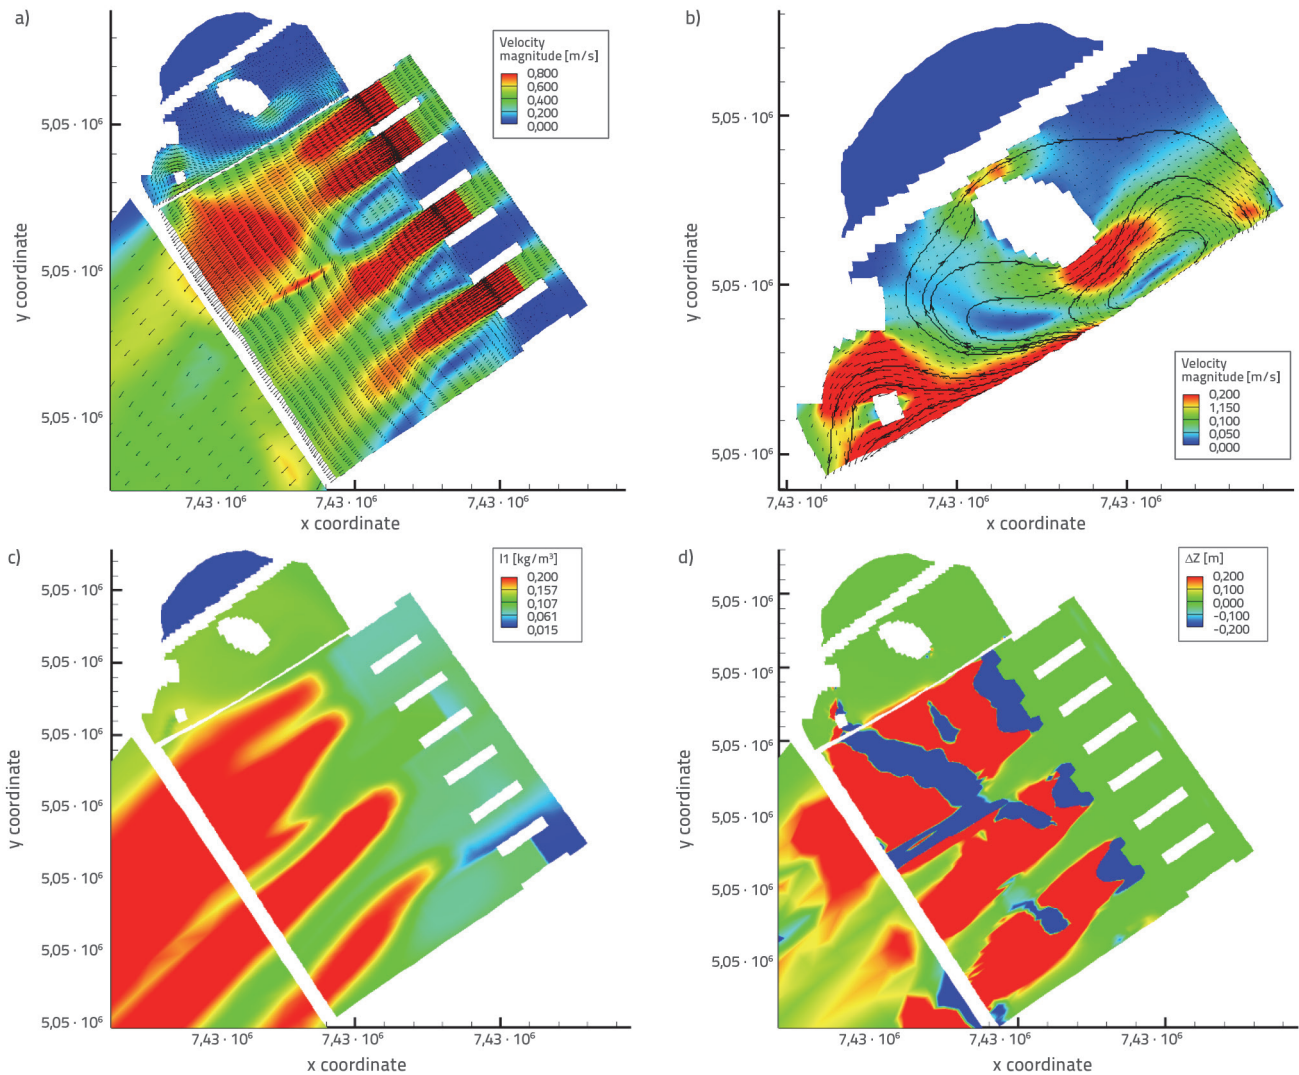 a)
Velocity
magnitude [m/s]
0,800
0,600
0,400
0,200
0,000
5,05 · 10⁶
5,05 · 10⁶
5,05 · 10⁶
y coordinate
7,43 · 10⁶
7,43 · 10⁶
7,43 · 10⁶
x coordinate
b)
5,05 · 10⁶
5,05 · 10⁶
5,05 · 10⁶
y coordinate
Velocity
magnitude [m/s]
0,200
1,150
0,100
0,050
0,000
7,43 · 10⁶
7,43 · 10⁶
7,43 · 10⁶
x coordinate
c)
I1 [kg/m³]
0,200
0,157
0,107
0,061
0,015
5,05 · 10⁶
5,05 · 10⁶
5,05 · 10⁶
5,05 · 10⁶
5,05 · 10⁶
5,05 · 10⁶
5,05 · 10⁶
y coordinate
7,43 · 10⁶
7,43 · 10⁶
7,43 · 10⁶
x coordinate
d)
ΔZ [m]
0,200
0,100
0,000
-0,100
-0,200
5,05 · 10⁶
5,05 · 10⁶
5,05 · 10⁶
5,05 · 10⁶
5,05 · 10⁶
5,05 · 10⁶
y coordinate
7,43 · 10⁶
7,43 · 10⁶
7,43 · 10⁶
x coordinate